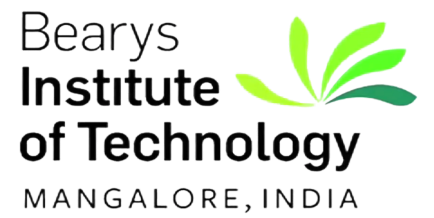 Bearys
Institute
of Technology
MANGALORE, INDIA